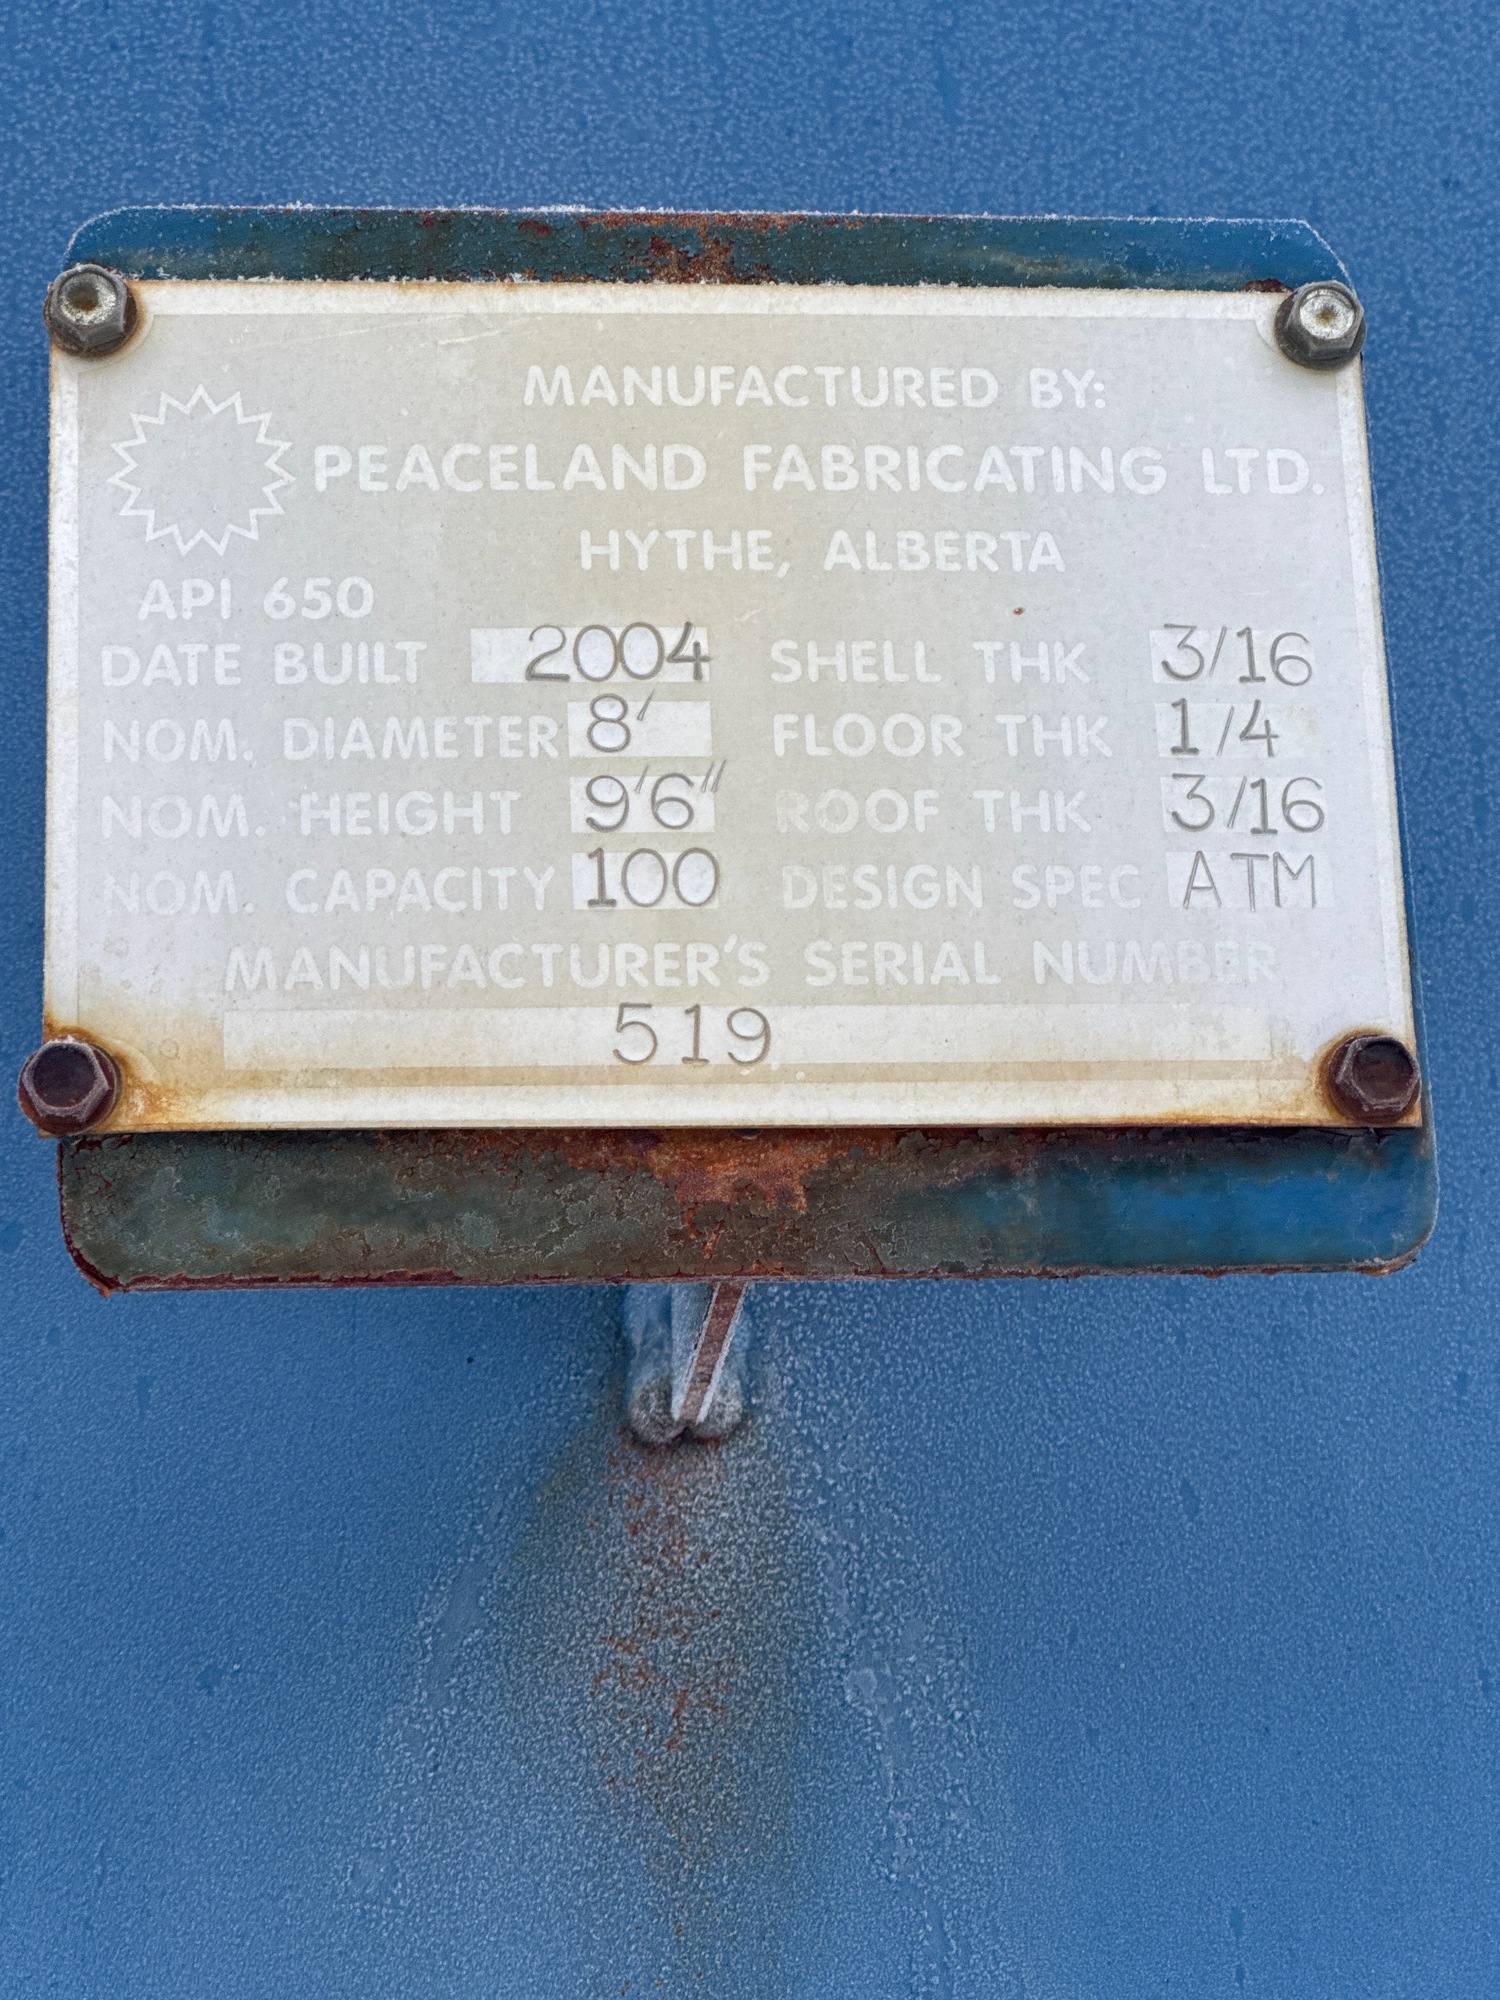 MANUFACTURED BY:
PEACELAND FABRICATING LTD.
HYTHE, ALBERTA
API 650
DATE BUILT 2004 SHELL THK 3/16
NOM. DIAMETER 8' FLOOR THK 1/4
NOM. HEIGHT 9'6" ROOF THK 3/16
NOM. CAPACITY 100 DESIGN SPEC ATM
MANUFACTURER'S SERIAL NUMBER
519